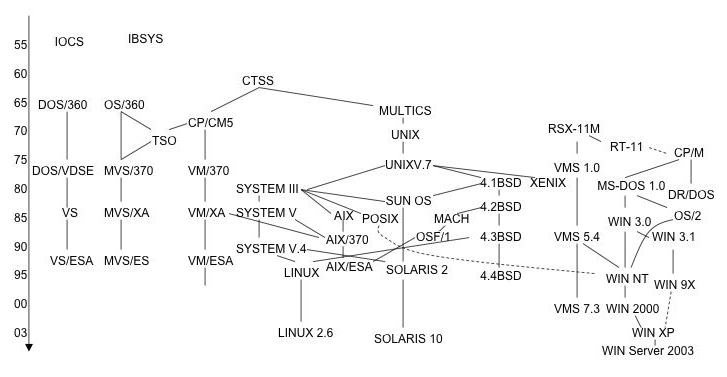 55 IOCS IBSYS
60 CTSS
65 DOS/360 OS/360 MULTICS
CP/CM5 RSX-11M
70 TSO UNIX RT-11 CP/M
75 DOS/VDSE MVS/370 VM/370 UNIXV.7 VMS 1.0
80 SYSTEM III 4.1BSD XENIX MS-DOS 1.0 DR/DOS
SUN OS
85 VS MVS/XA VM/XA SYSTEM V AIX POSIX MACH 4.2BSD WIN 3.0 OS/2
90 SYSTEM V.4 AIX/370 OSF/1 4.3BSD VMS 5.4 WIN 3.1
VS/ESA MVS/ES VM/ESA AIX/ESA
95 LINUX SOLARIS 2 4.4BSD WIN NT WIN 9X
00 VMS 7.3 WIN 2000
03 LINUX 2.6 SOLARIS 10 WIN XP
WIN Server 2003